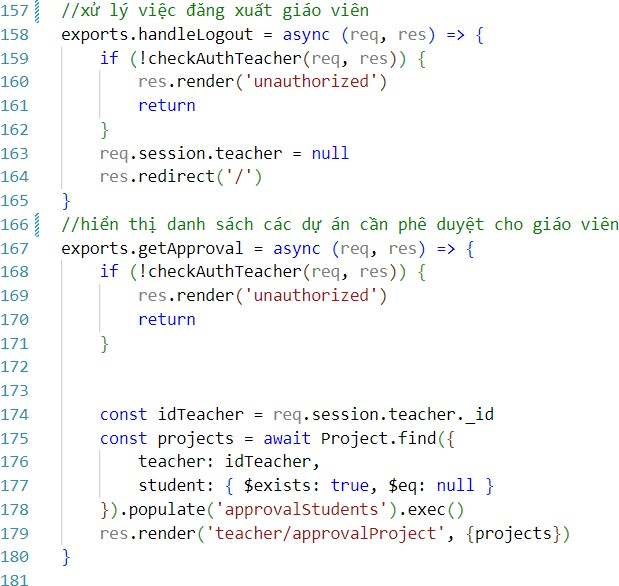 157 //xử lý việc đăng xuất giáo viên
158 exports.handleLogout = async (req, res) => {
159     if (!checkAuthTeacher(req, res)) {
160         res.render('unauthorized')
161         return
162     }
163     req.session.teacher = null
164     res.redirect('/')
165 }
166 //hiển thị danh sách các dự án cần phê duyệt cho giáo viên
167 exports.getApproval = async (req, res) => {
168     if (!checkAuthTeacher(req, res)) {
169         res.render('unauthorized')
170         return
171     }
172
173
174     const idTeacher = req.session.teacher._id
175     const projects = await Project.find({
176         teacher: idTeacher,
177         student: { $exists: true, $eq: null }
178     }).populate('approvalStudents').exec()
179     res.render('teacher/approvalProject', {projects})
180 }
181